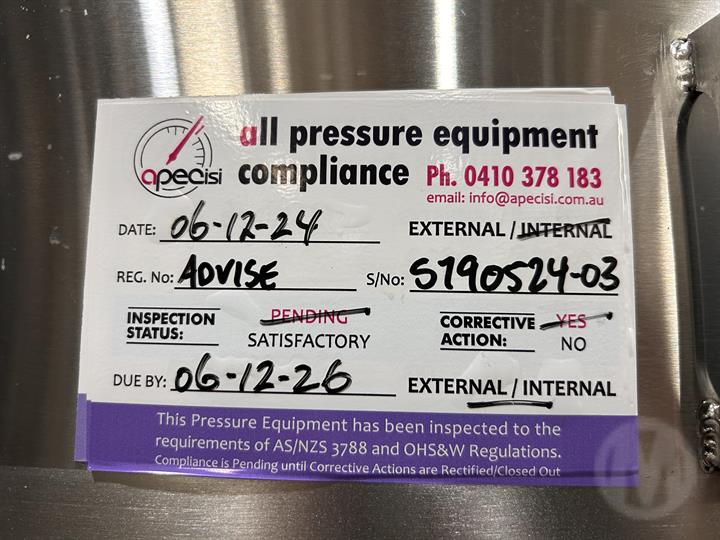 apecisi
all pressure equipment
compliance Ph. 0410 378 183
email: info@apecisi.com.au
DATE: 06-12-24 EXTERNAL / INTERNAL
REG. No: ADVISE S/No: S790524-03
INSPECTION STATUS: PENDING SATISFACTORY
CORRECTIVE ACTION: YES NO
DUE BY: 06-12-26 EXTERNAL / INTERNAL
This Pressure Equipment has been inspected to the
requirements of AS/NZS 3788 and OHS&W Regulations.
Compliance is Pending until Corrective Actions are Rectified/Closed Out
M